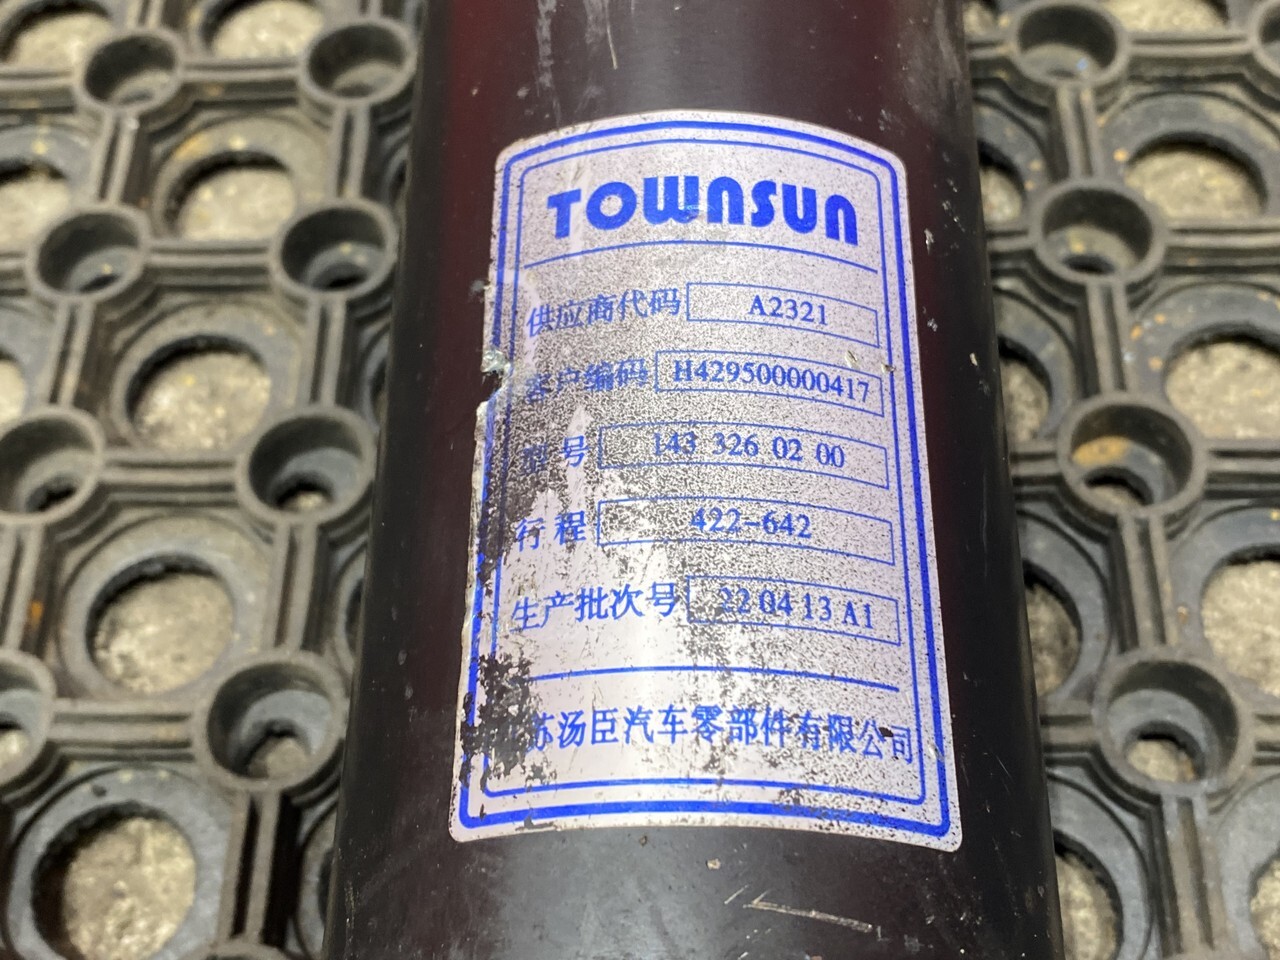 TOWNSUN
供应商代码 A2321
客户编码 H429500000417
型号 143 326 02 00
行程 422-642
生产批次号 22 04 13 A1
苏汤臣汽车零部件有限公司